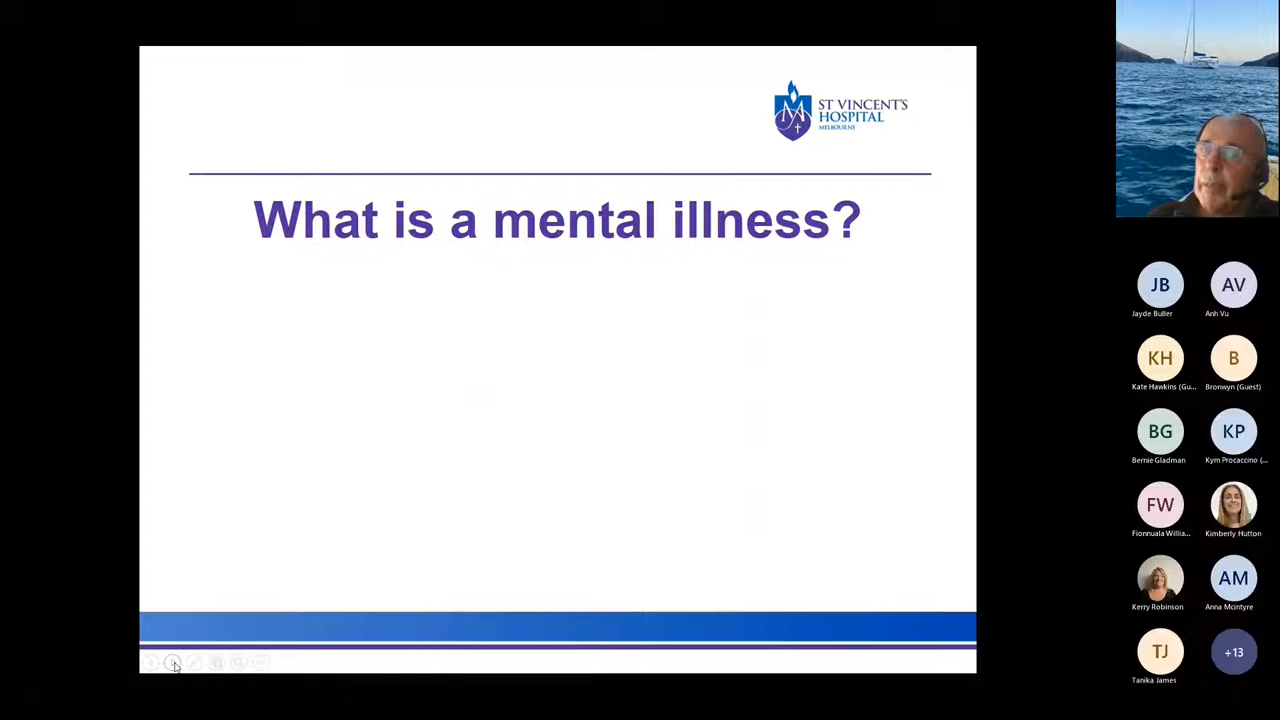 ST VINCENT'S
HOSPITAL
MELBOURNE
What is a mental illness?
JB
Jayde Buller
AV
Anh Vu
KH
Kate Hawkins (Gu...
B
Bronwyn (Guest)
BG
Bernie Gladman
KP
Kym Procaccino (...
FW
Fionnuala Willia...
Kimberly Hutton
Kerry Robinson
AM
Anna Mcintyre
TJ
Tanika James
+13